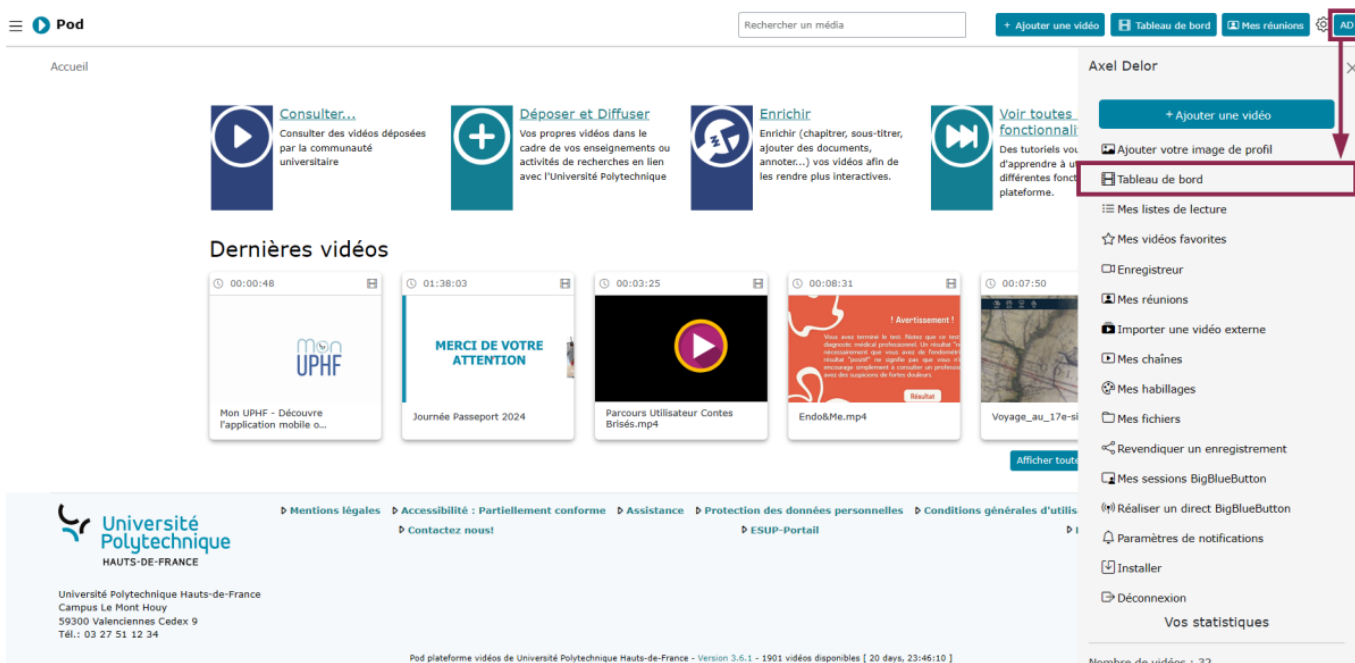 Pod
Rechercher un média
+ Ajouter une vidéo
Tableau de bord
Mes réunions
AD
Accueil
Consulter...
Consulter des vidéos déposées
par la communauté
universitaire
Déposer et Diffuser
Vos propres vidéos dans le
cadre de vos enseignements ou
activités de recherches en lien
avec l'Université Polytechnique
Enrichir
Enrichir (chapitrer, sous-titrer,
ajouter des documents,
annoter...) vos vidéos afin de
les rendre plus interactives.
Voir toutes
Des tutoriels
d'apprendre à
différentes
plateforme.
Dernières vidéos
00:00:48
Mon UPHF
Mon UPHF - Découvre
l'application mobile o...
01:38:03
MERCI DE VOTRE
ATTENTION
Journée Passeport 2024
00:03:25
Parcours Utilisateur Contes
Brisés.mp4
00:08:31
! Avertissement !
Résultat
Endo&Me.mp4
00:07:50
Afficher
Axel Delor
+ Ajouter une vidéo
Ajouter votre image de profil
Tableau de bord
Mes listes de lecture
Mes vidéos favorites
Enregistreur
Mes réunions
Importer une vidéo externe
Mes chaînes
Mes habillages
Mes fichiers
Revendiquer un enregistrement
Mes sessions BigBlueButton
Réaliser un direct BigBlueButton
Paramètres de notifications
Installer
Déconnexion
Vos statistiques
Nombre de vidéos : 32
Université
Polytechnique
HAUTS-DE-FRANCE
Mentions légales
Accessibilité : Partiellement conforme
Assistance
Protection des données personnelles
Conditions générales d'utilis
Contactez nous!
ESUP-Portail
Université Polytechnique Hauts-de-France
Campus Le Mont Houy
59300 Valenciennes Cedex 9
Tél.: 03 27 51 12 34
Pod plateforme vidéos de Université Polytechnique Hauts-de-France - Version 3.6.1 - 1901 vidéos disponibles [ 20 days, 23:46:10 ]